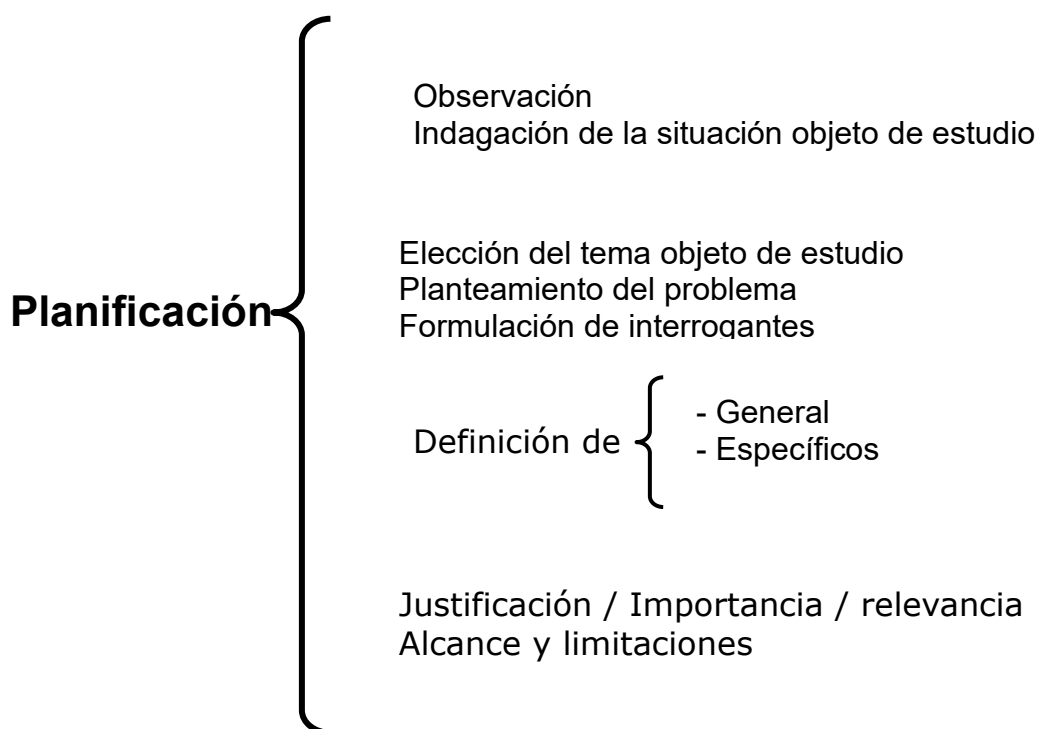 Observación
Indagación de la situación objeto de estudio
Elección del tema objeto de estudio
Planteamiento del problema
Formulación de interrogantes
Planificación
Definición de
- General
- Específicos
Justificación / Importancia / relevancia
Alcance y limitaciones